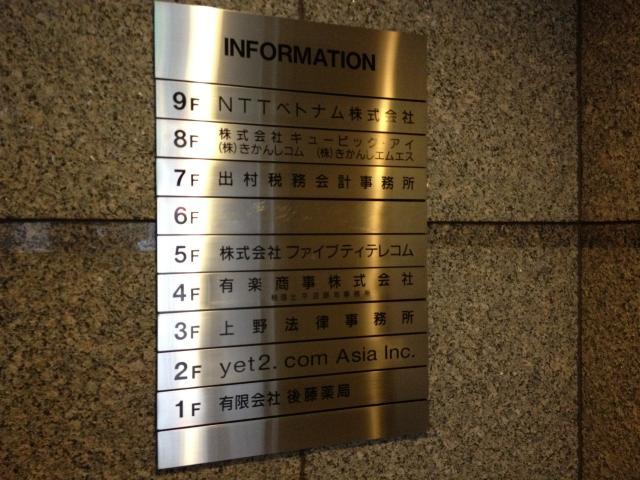 INFORMATION
9F NTTベトナム株式会社
8F 株式会社キュービック・アイ
(株)きかんしコム (株)きかんしエムエス
7F 出村税務会計事務所
6F
5F 株式会社ファイブティテレコム
4F 有楽商事株式会社
3F 上野法律事務所
2F yet2.com Asia Inc.
1F 有限会社後藤薬局